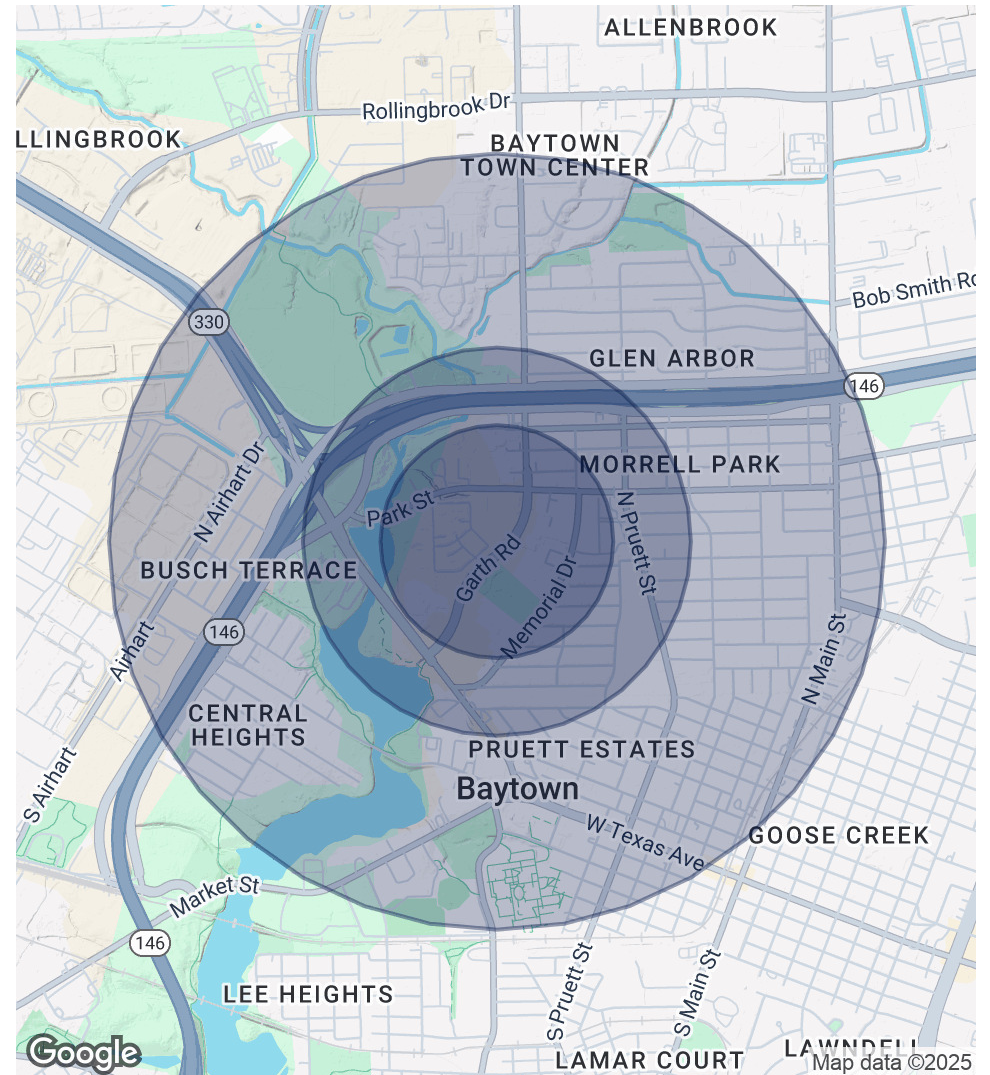 ALLENBROOK
Rollingbrook Dr
LLINGBROOK
BAYTOWN
TOWN CENTER
Bob Smith Rd
330
GLEN ARBOR
146
MORRELL PARK
N Airhart Dr
Park St
N Pruett St
Garth Rd
BUSCH TERRACE
Memorial Dr
146
Airhart
N Main St
CENTRAL
HEIGHTS
PRUETT ESTATES
S Airhart
Baytown
W Texas Ave
GOOSE CREEK
Market St
146
LEE HEIGHTS
S Pruett St
S Main St
LAWNDELL
Google
LAMAR COURT
Map data ©2025